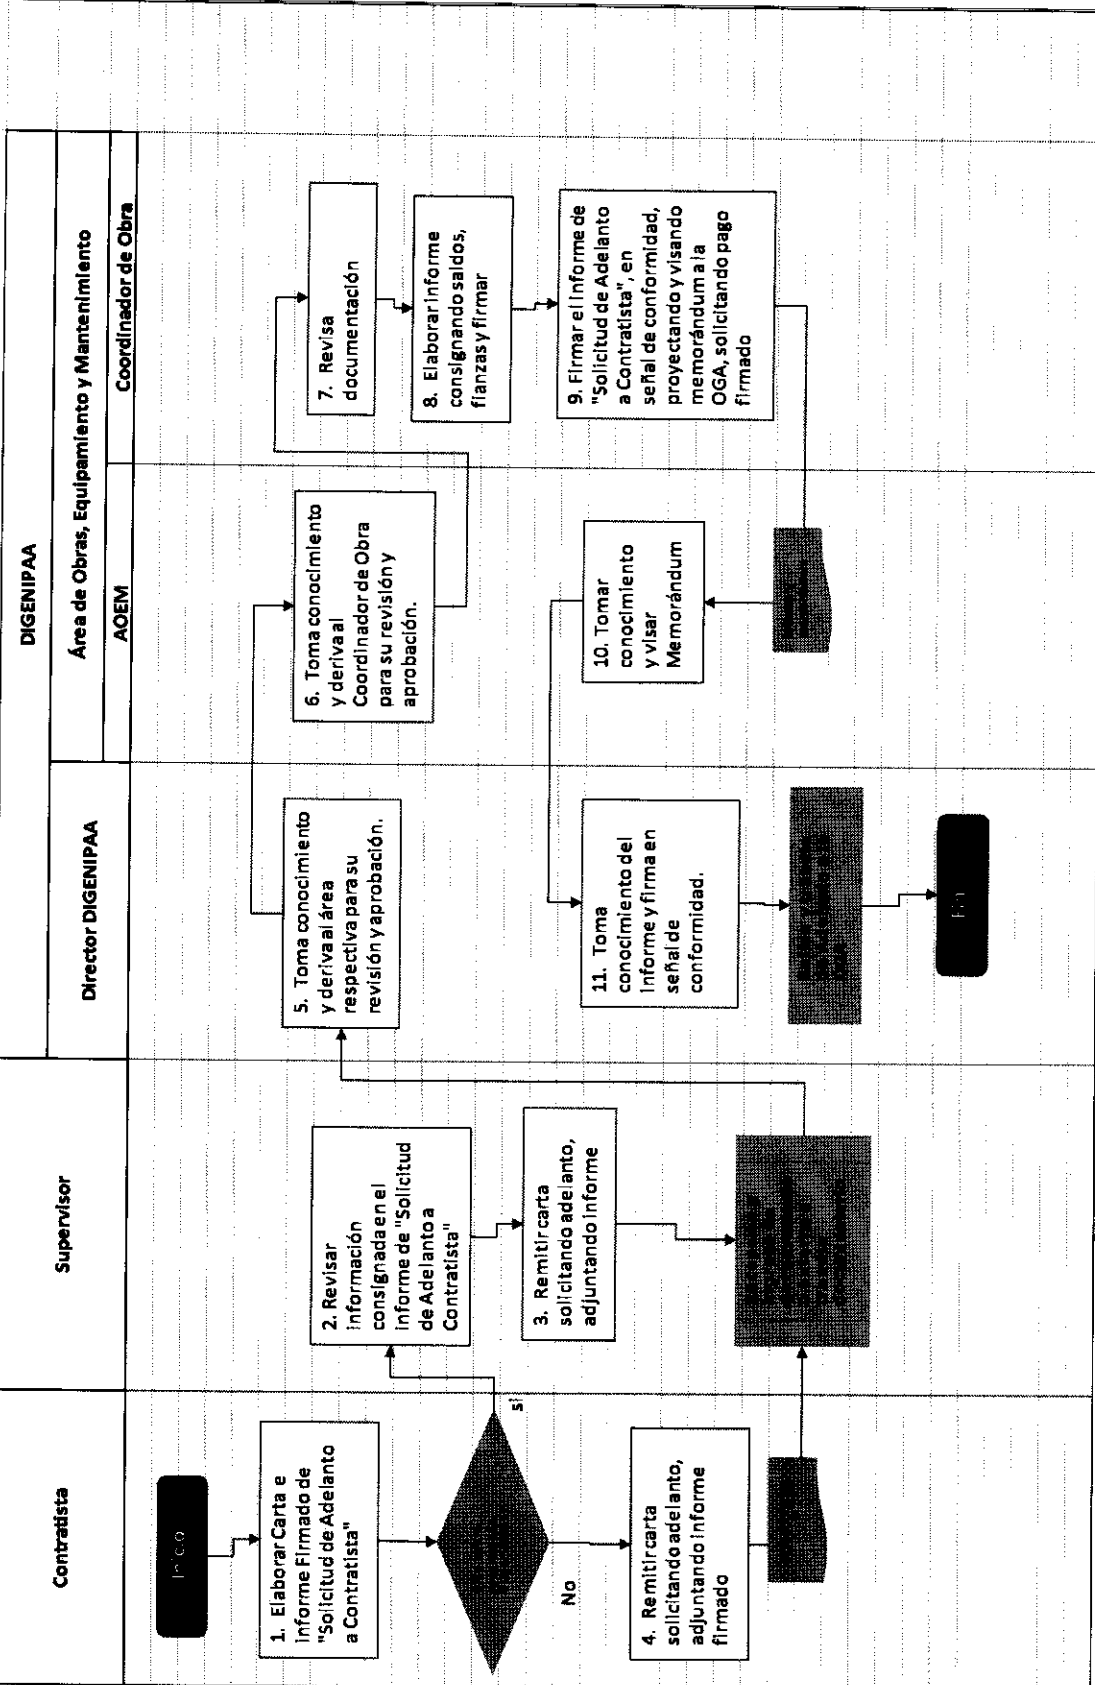 DIGENIPAA
Contratista
Supervisor
Director DIGENIPAA
Área de Obras, Equipamiento y Mantenimiento
AOEM
Coordinador de Obra
Inicio
1. Elaborar Carta e
informe Firmado de
"Solicitud de Adelanto
a Contratista"
sí
No
4. Remitir carta
solicitando adelanto,
adjuntando informe
firmado
2. Revisar
información
consignada en el
informe de "Solicitud
de Adelanto a
Contratista"
3. Remitir carta
solicitando adelanto,
adjuntando informe
5. Toma conocimiento
y deriva al área
respectiva para su
revisión y aprobación.
11. Toma
conocimiento del
Informe y firma en
señal de
conformidad.
Fin
6. Toma conocimiento
y deriva al
Coordinador de Obra
para su revisión y
aprobación.
10. Tomar
conocimiento
y visar
Memorándum
7. Revisa
documentación
8. Elaborar informe
consignando saldos,
fianzas y firmar
9. Firmar el Informe de
"Solicitud de Adelanto
a Contratista", en
señal de conformidad,
proyectando y visando
memorándum a la
OGA, solicitando pago
firmado